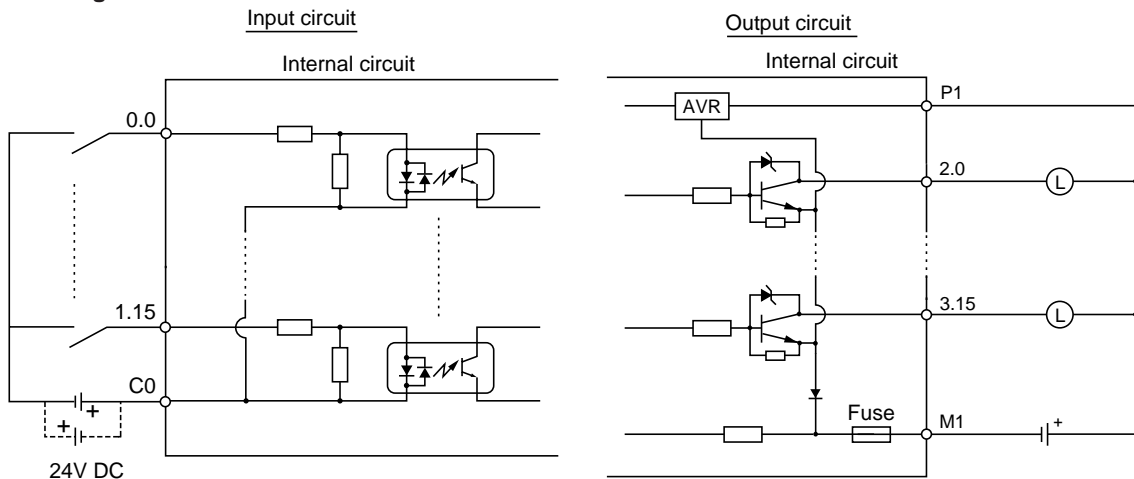 Input circuit
Internal circuit
0.0
1.15
C0
+
+
24V DC
Output circuit
Internal circuit
AVR
P1
2.0
L
3.15
L
Fuse
M1
+